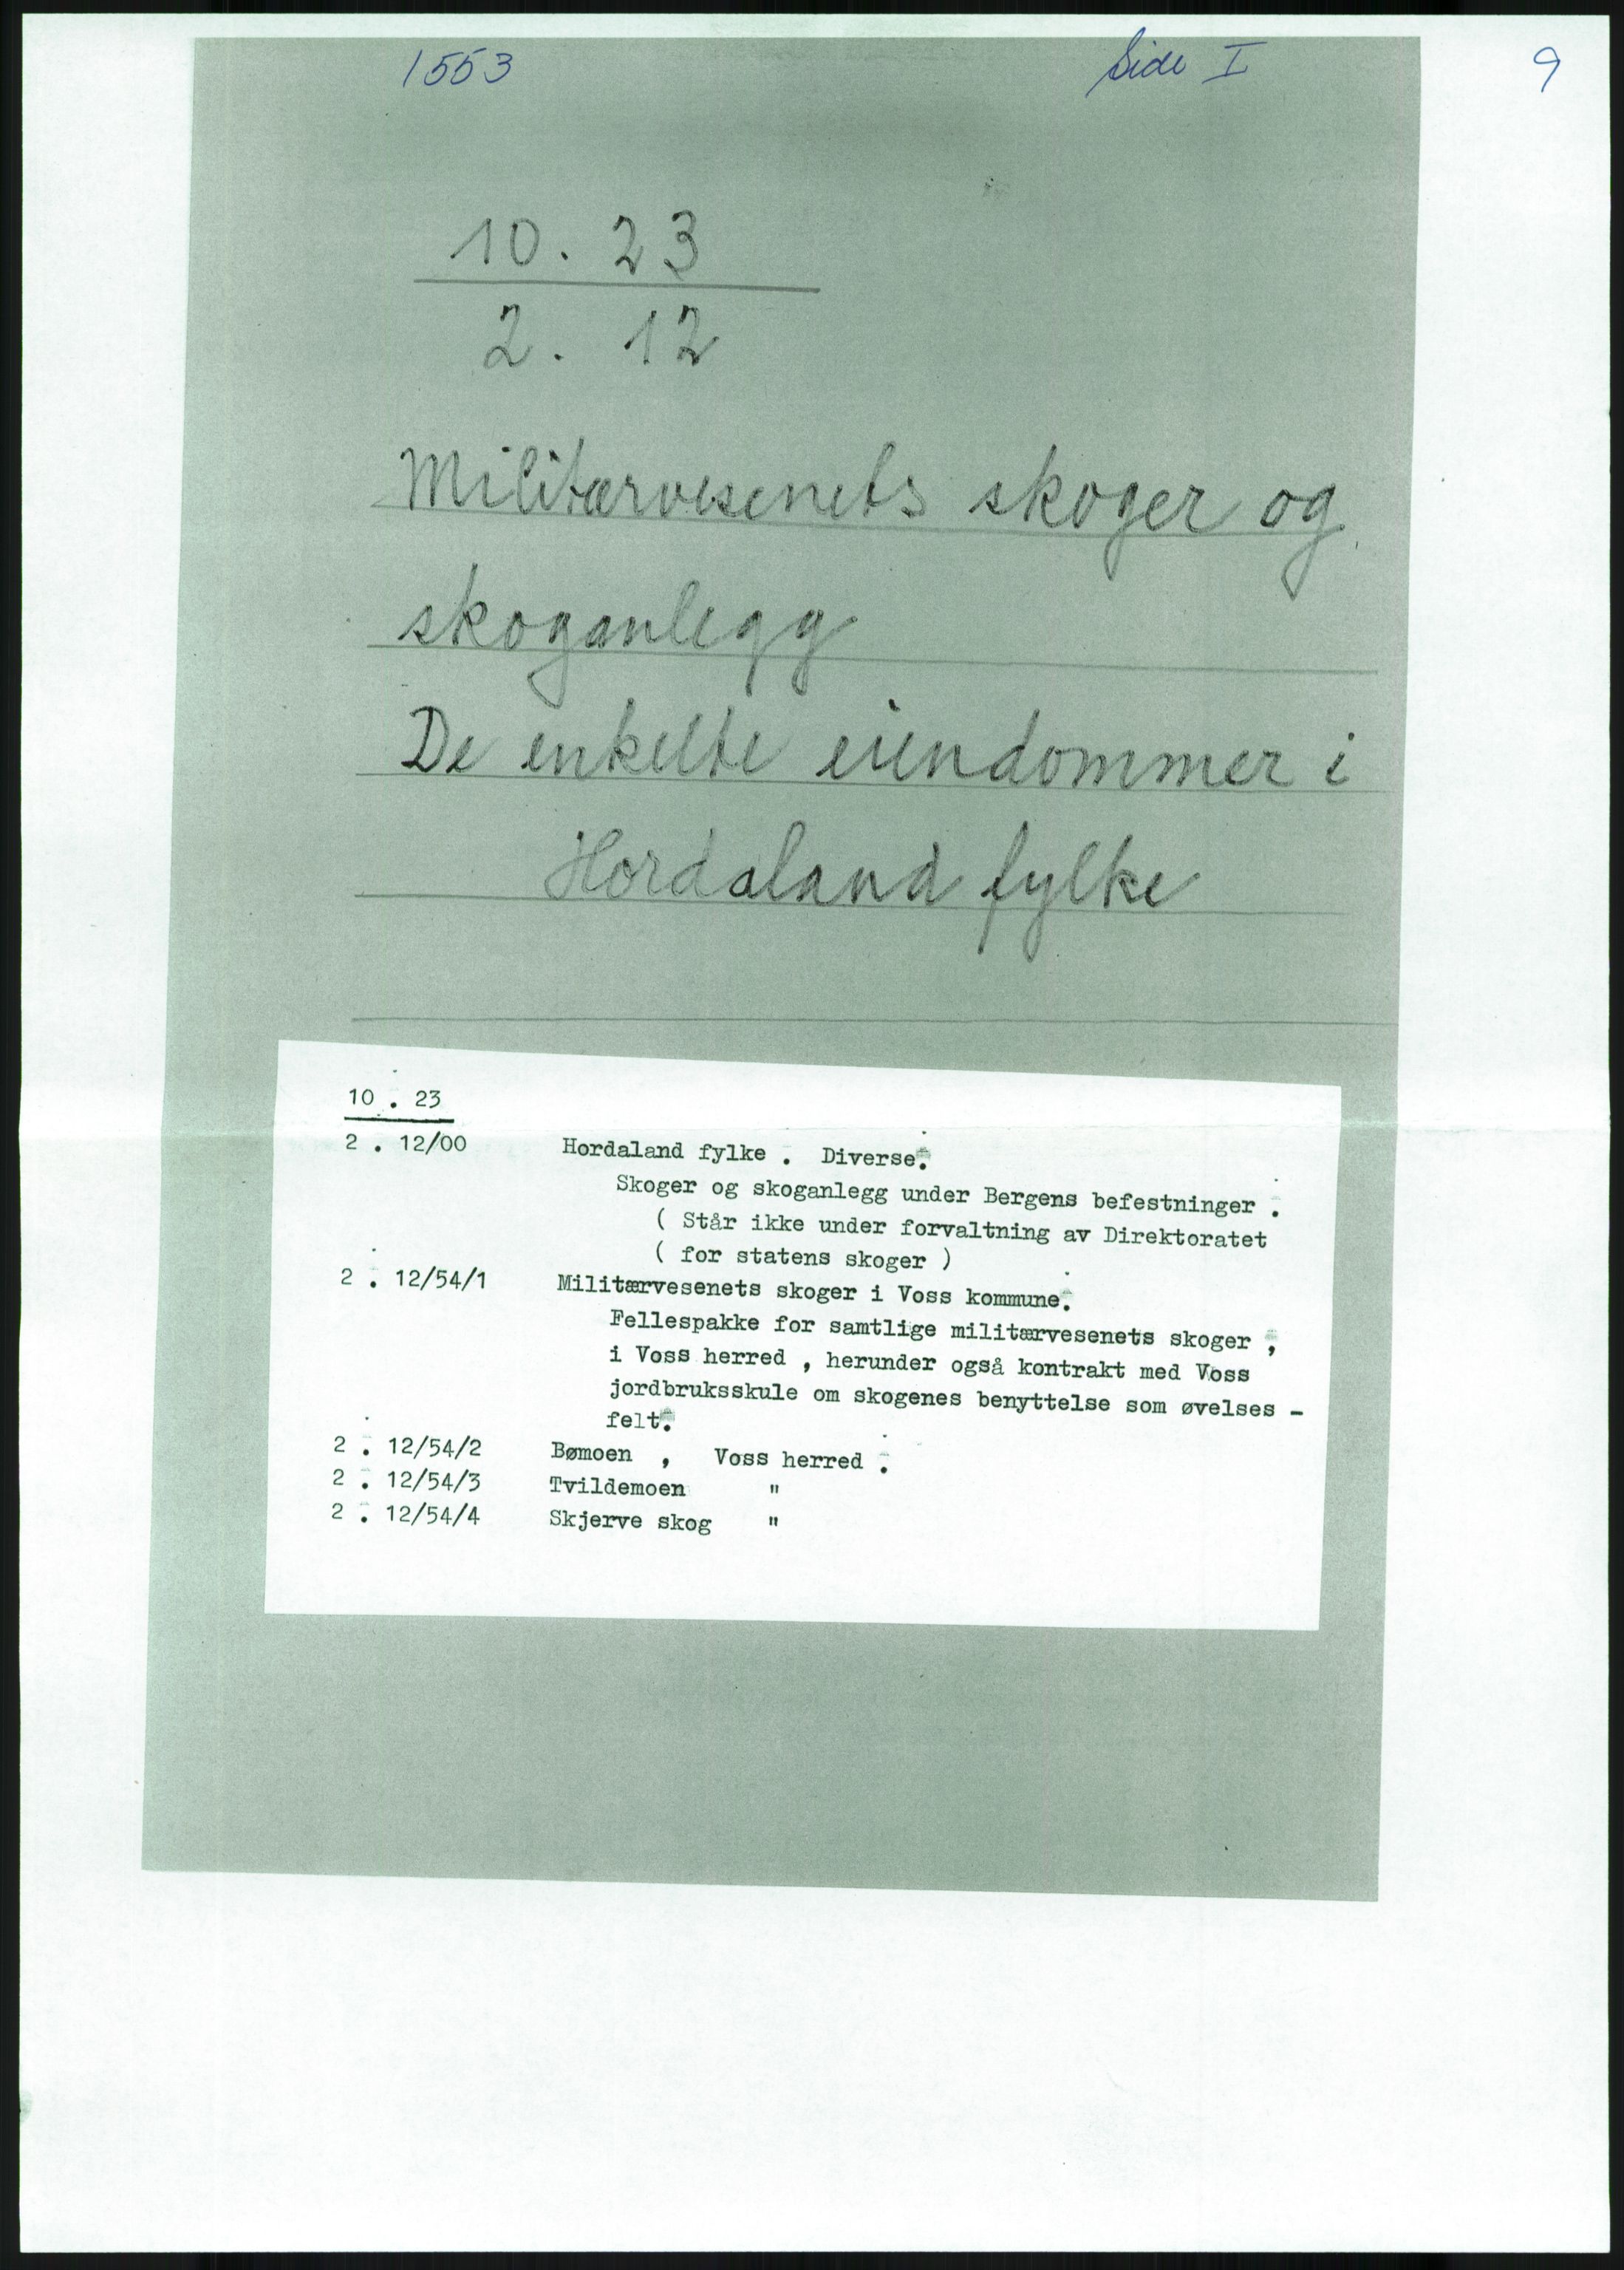 1553
Side I
9
10. 23
2. 12
Militærvesenets skoger og
skoganlegg
De enkelte eiendommer i
Hordaland fylke
10 . 23
2 . 12/00 Hordaland fylke . Diverse.
Skoger og skoganlegg under Bergens befestninger .
( Står ikke under forvaltning av Direktoratet
( for statens skoger )
2 . 12/54/1 Militærvesenets skoger i Voss kommune.
Fellespakke for samtlige militærvesenets skoger ,
i Voss herred , herunder også kontrakt med Voss
jordbruksskule om skogenes benyttelse som øvelses -
felt.
2 . 12/54/2 Bømoen , Voss herred .
2 . 12/54/3 Tvildemoen "
2 . 12/54/4 Skjerve skog "